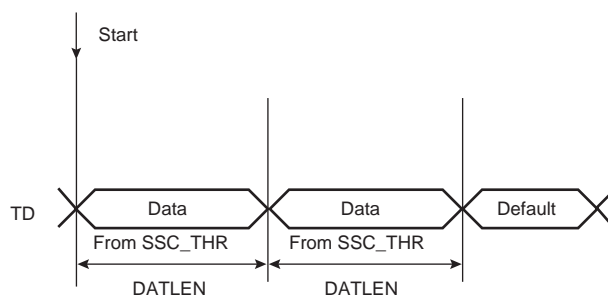 Start
TD
Data
Data
Default
From SSC_THR
From SSC_THR
DATLEN
DATLEN